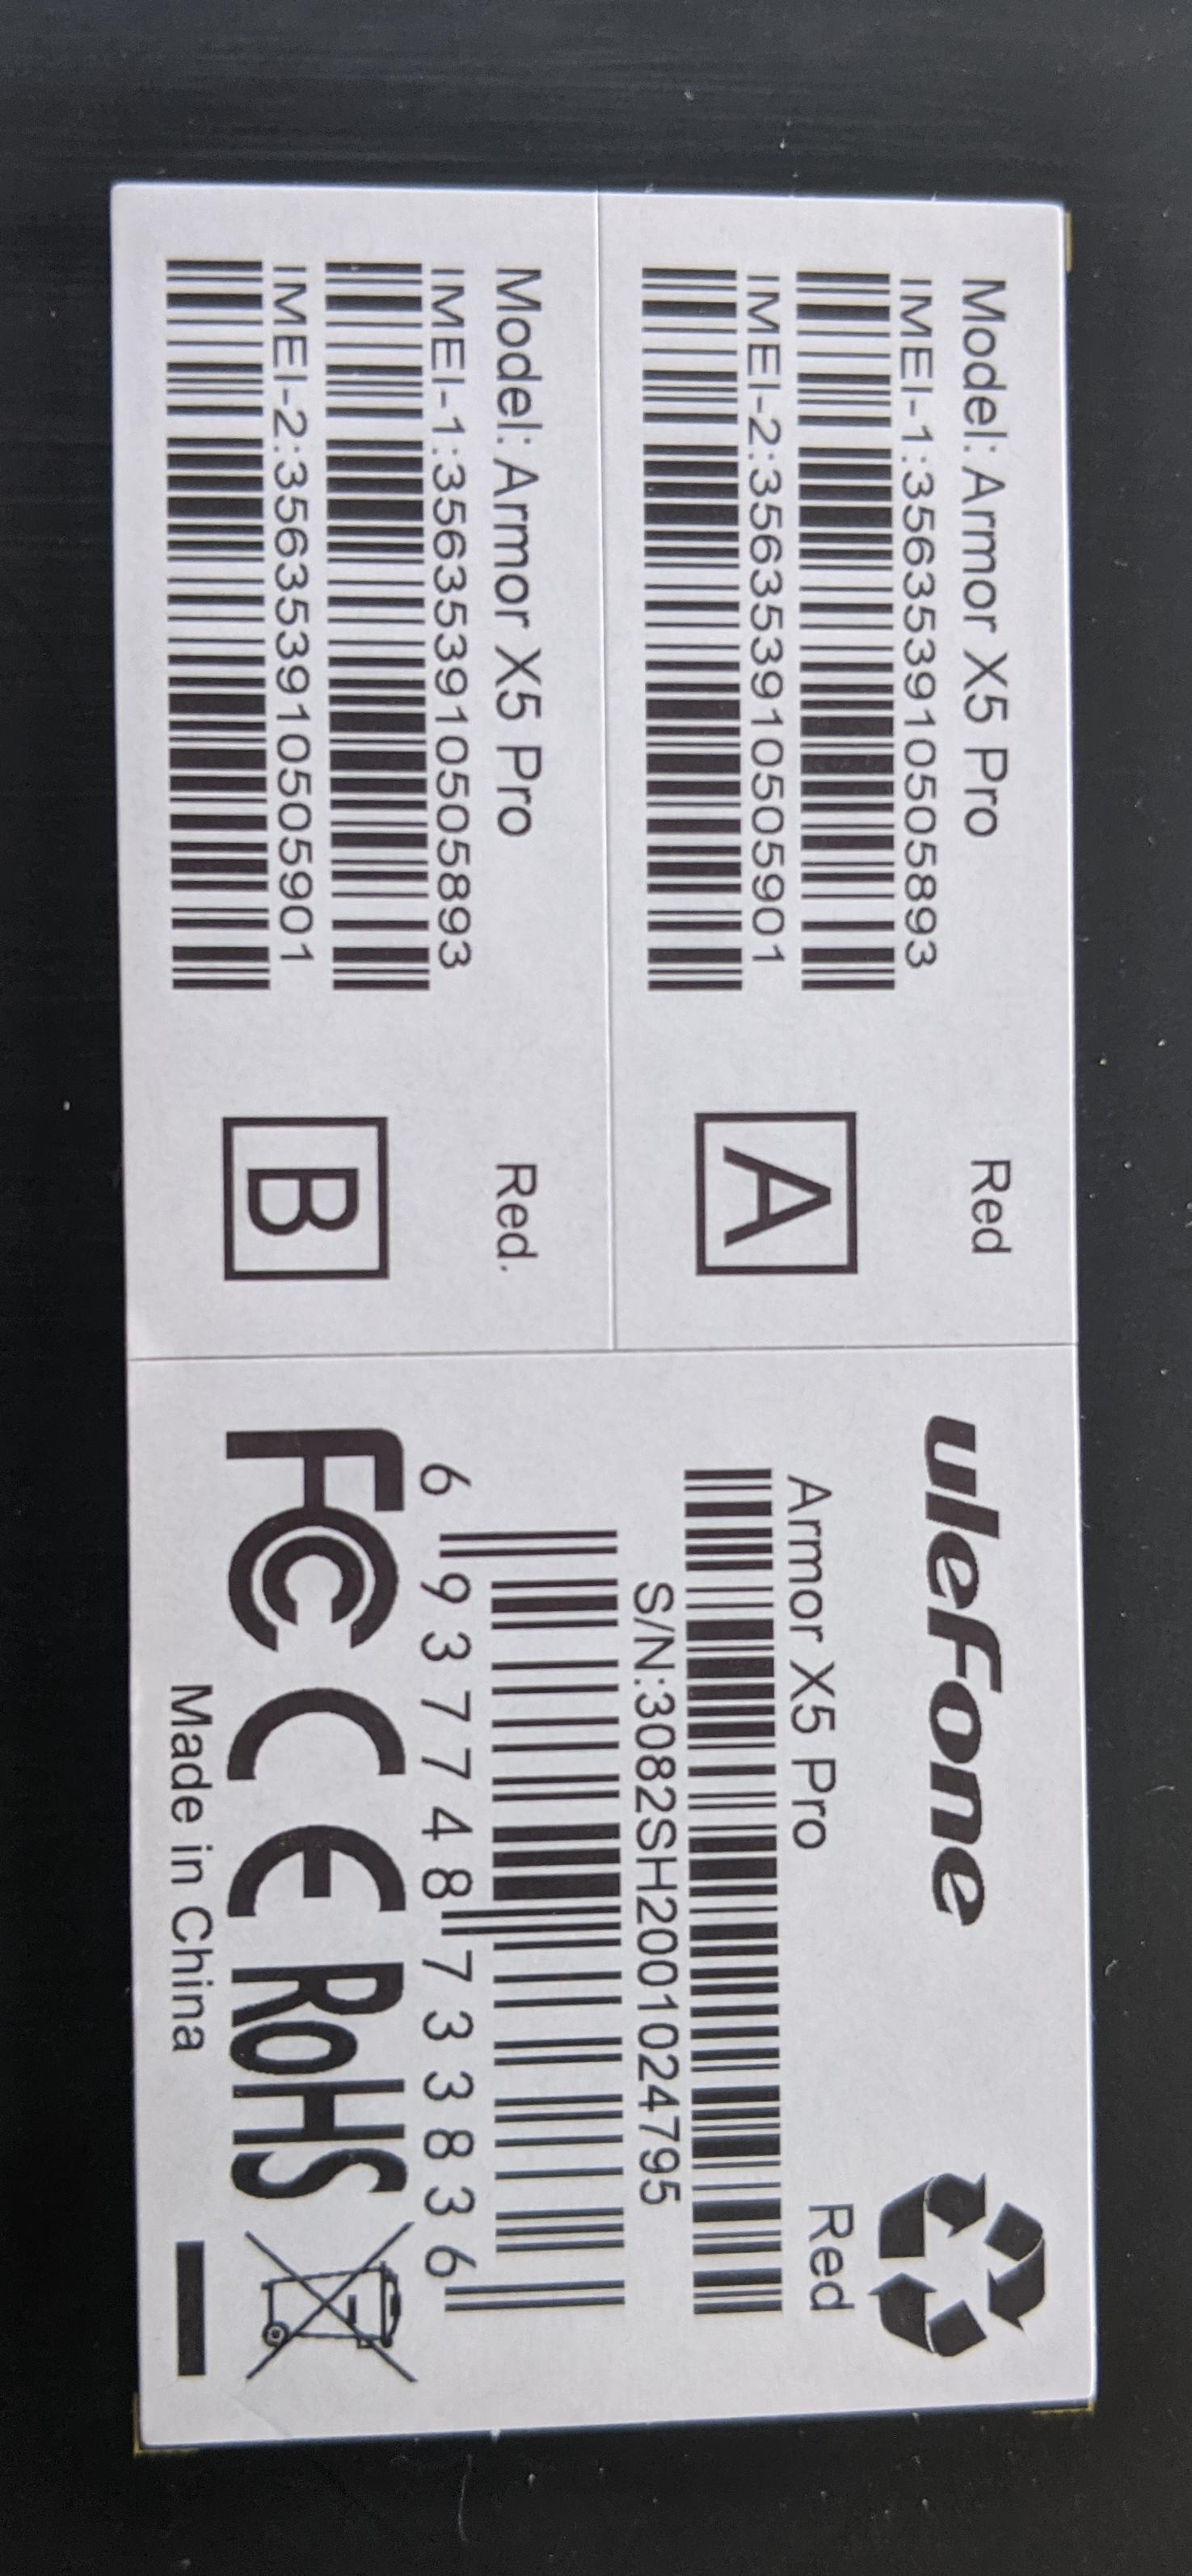 Model: Armor X5 Pro Red
IMEI-1:356353910505893
IMEI-2:356353910505901
A
Model: Armor X5 Pro Red.
IMEI-1:356353910505893
IMEI-2:356353910505901
B
uleFone
Armor X5 Pro Red
S/N:3082SH2001024795
6 937748 733836
FC CE RoHS
Made in China